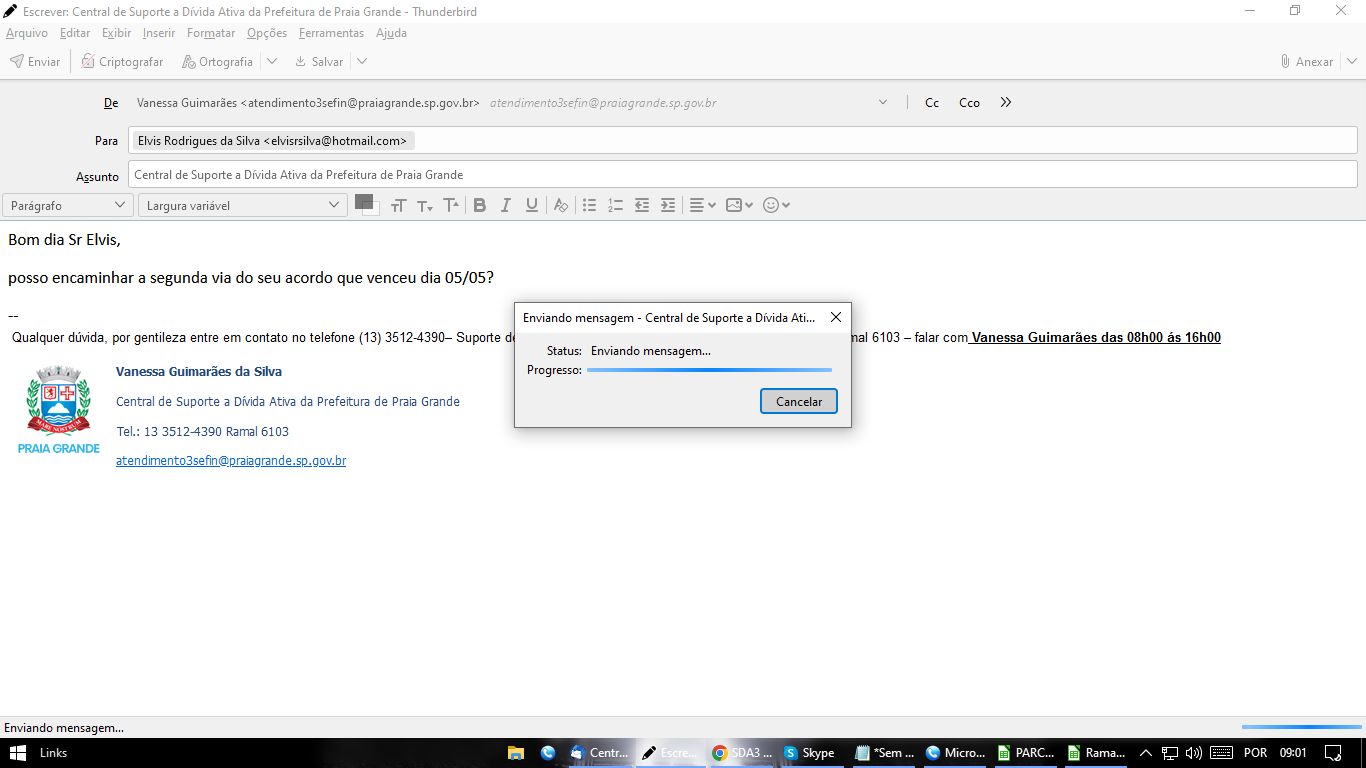 Escrever: Central de Suporte a Dívida Ativa da Prefeitura de Praia Grande - Thunderbird
Arquivo Editar Exibir Inserir Formatar Opções Ferramentas Ajuda
Enviar Criptografar Ortografia Salvar Anexar
De Vanessa Guimarães <atendimento3sefin@praiagrande.sp.gov.br> atendimento3sefin@praiagrande.sp.gov.br Cc Cco
Para Elvis Rodrigues da Silva <elvisrsilva@hotmail.com>
Assunto Central de Suporte a Dívida Ativa da Prefeitura de Praia Grande
Parágrafo Largura variável
Bom dia Sr Elvis,
posso encaminhar a segunda via do seu acordo que venceu dia 05/05?
--
Qualquer dúvida, por gentileza entre em contato no telefone (13) 3512-4390– Suporte de 6103 – falar com Vanessa Guimarães das 08h00 ás 16h00
Enviando mensagem - Central de Suporte a Dívida Ati...
Status: Enviando mensagem...
Progresso:
Cancelar
MARE NOSTRUM
PRAIA GRANDE
Vanessa Guimarães da Silva
Central de Suporte a Dívida Ativa da Prefeitura de Praia Grande
Tel.: 13 3512-4390 Ramal 6103
atendimento3sefin@praiagrande.sp.gov.br
Enviando mensagem...
Links Centr... Escre... SDA3 ... Skype *Sem ... Micro... PARC... Rama... POR 09:01